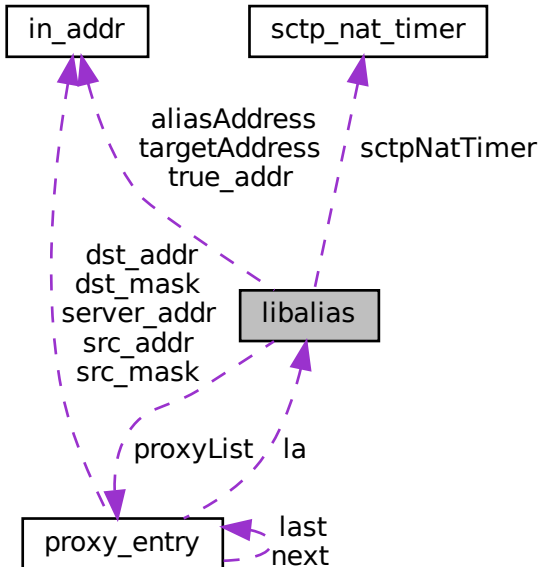 in_addr
sctp_nat_timer
aliasAddress
targetAddress
true_addr
sctpNatTimer
dst_addr
dst_mask
server_addr
src_addr
src_mask
libalias
proxyList
la
proxy_entry
last
next